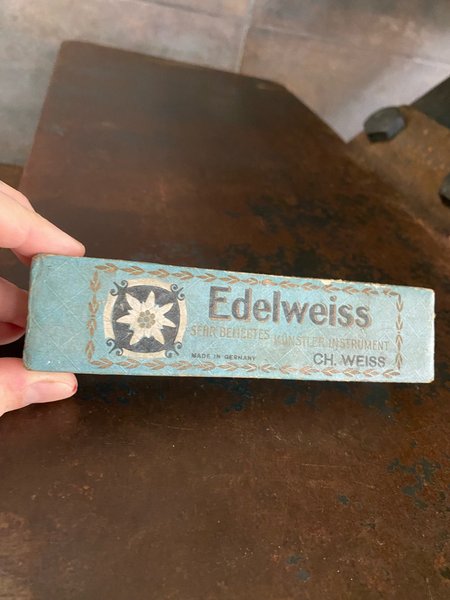 Edelweiss
SEHR BELIEBTES KÜNSTLER-INSTRUMENT
MADE IN GERMANY
CH. WEISS